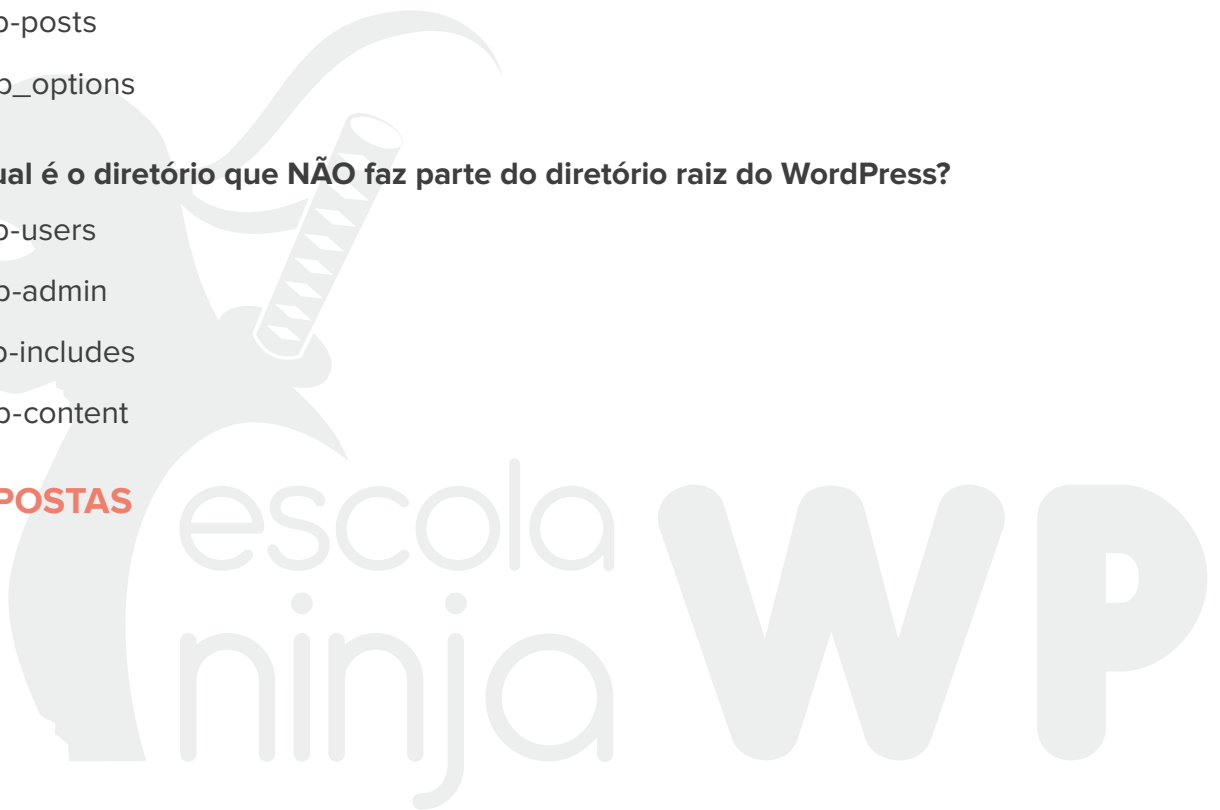 p-posts
p_options
ual é o diretório que NÃO faz parte do diretório raiz do WordPress?
p-users
p-admin
p-includes
p-content
POSTAS
escola
ninja
WP